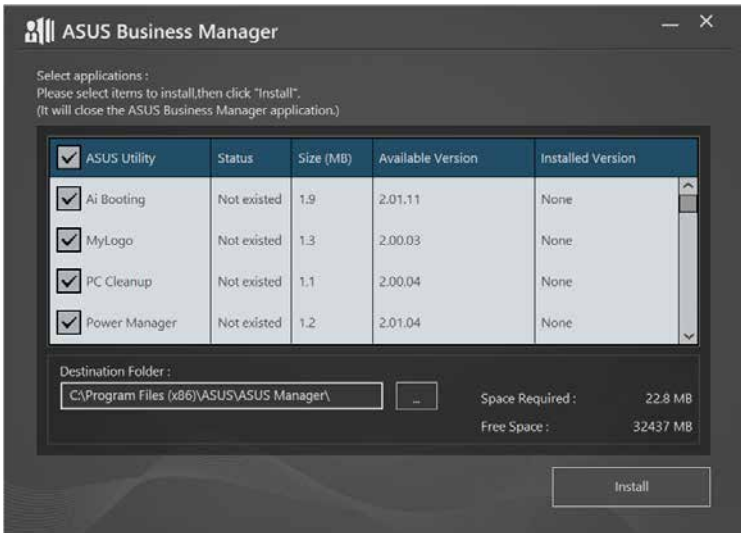 ASUS Business Manager
Select applications :
Please select items to install,then click "Install".
(It will close the ASUS Business Manager application.)
ASUS Utility Status Size (MB) Available Version Installed Version
Ai Booting Not existed 1.9 2.01.11 None
MyLogo Not existed 1.3 2.00.03 None
PC Cleanup Not existed 1.1 2.00.04 None
Power Manager Not existed 1.2 2.01.04 None
Destination Folder :
C:\Program Files (x86)\ASUS\ASUS Manager\ ...
Space Required : 22.8 MB
Free Space : 32437 MB
Install